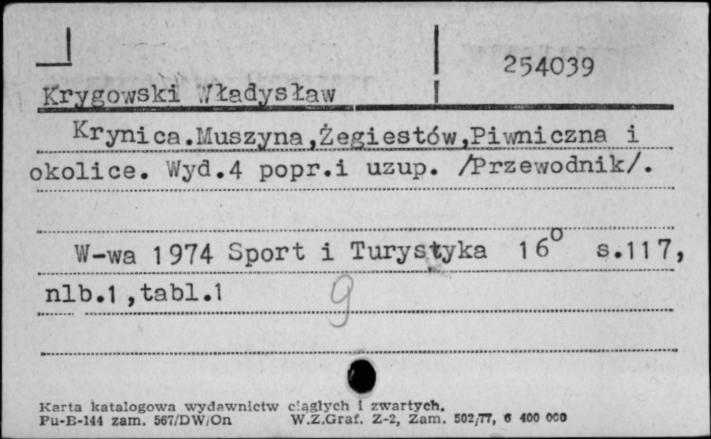 254039
Krygowski Władysław
Krynica.Muszyna,Żegiestów,Piwniczna i
okolice. Wyd.4 popr.i uzup. /Przewodnik/.
W-wa 1974 Sport i Turystyka 16° s.117,
nlb.1,tabl.1
g
Karta katalogowa wydawnictw ciągłych i zwartych.
Pu-B-144 zam. 567/DW/On W.Z.Graf. Z-2, Zam. 502/77, 6 400 000